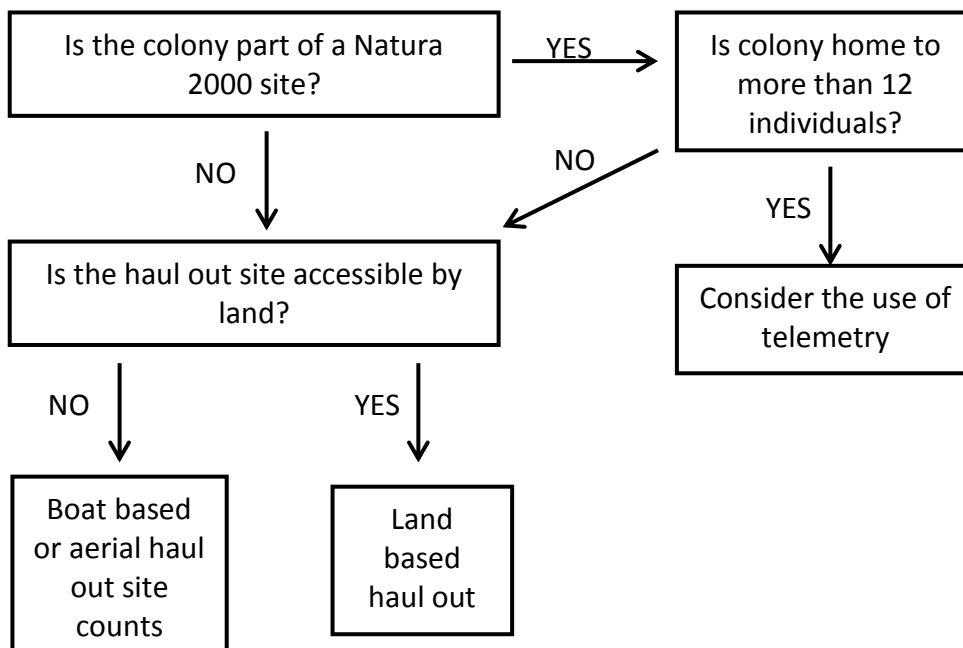 Is the colony part of a Natura
2000 site?
YES
Is colony home to
more than 12
individuals?
NO
NO
YES
Is the haul out site accessible by
land?
Consider the use of
telemetry
NO
YES
Boat based
or aerial haul
out site
counts
Land
based
haul out